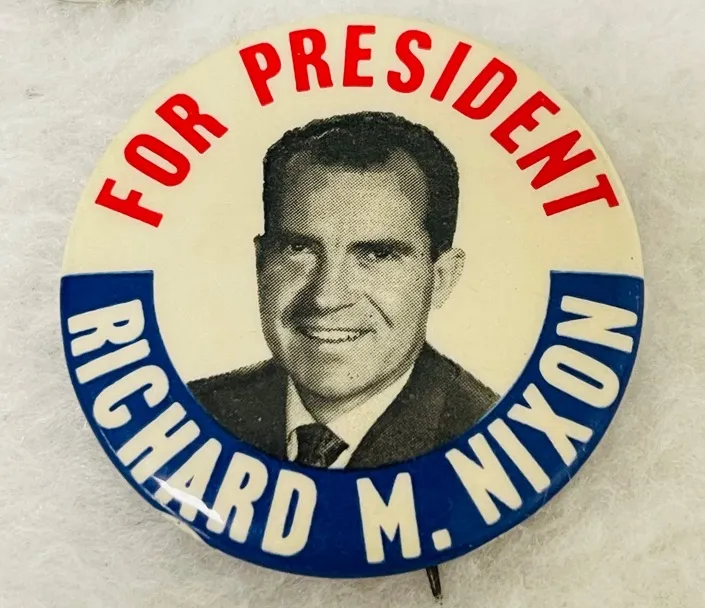 FOR PRESIDENT
RICHARD M. NIXON